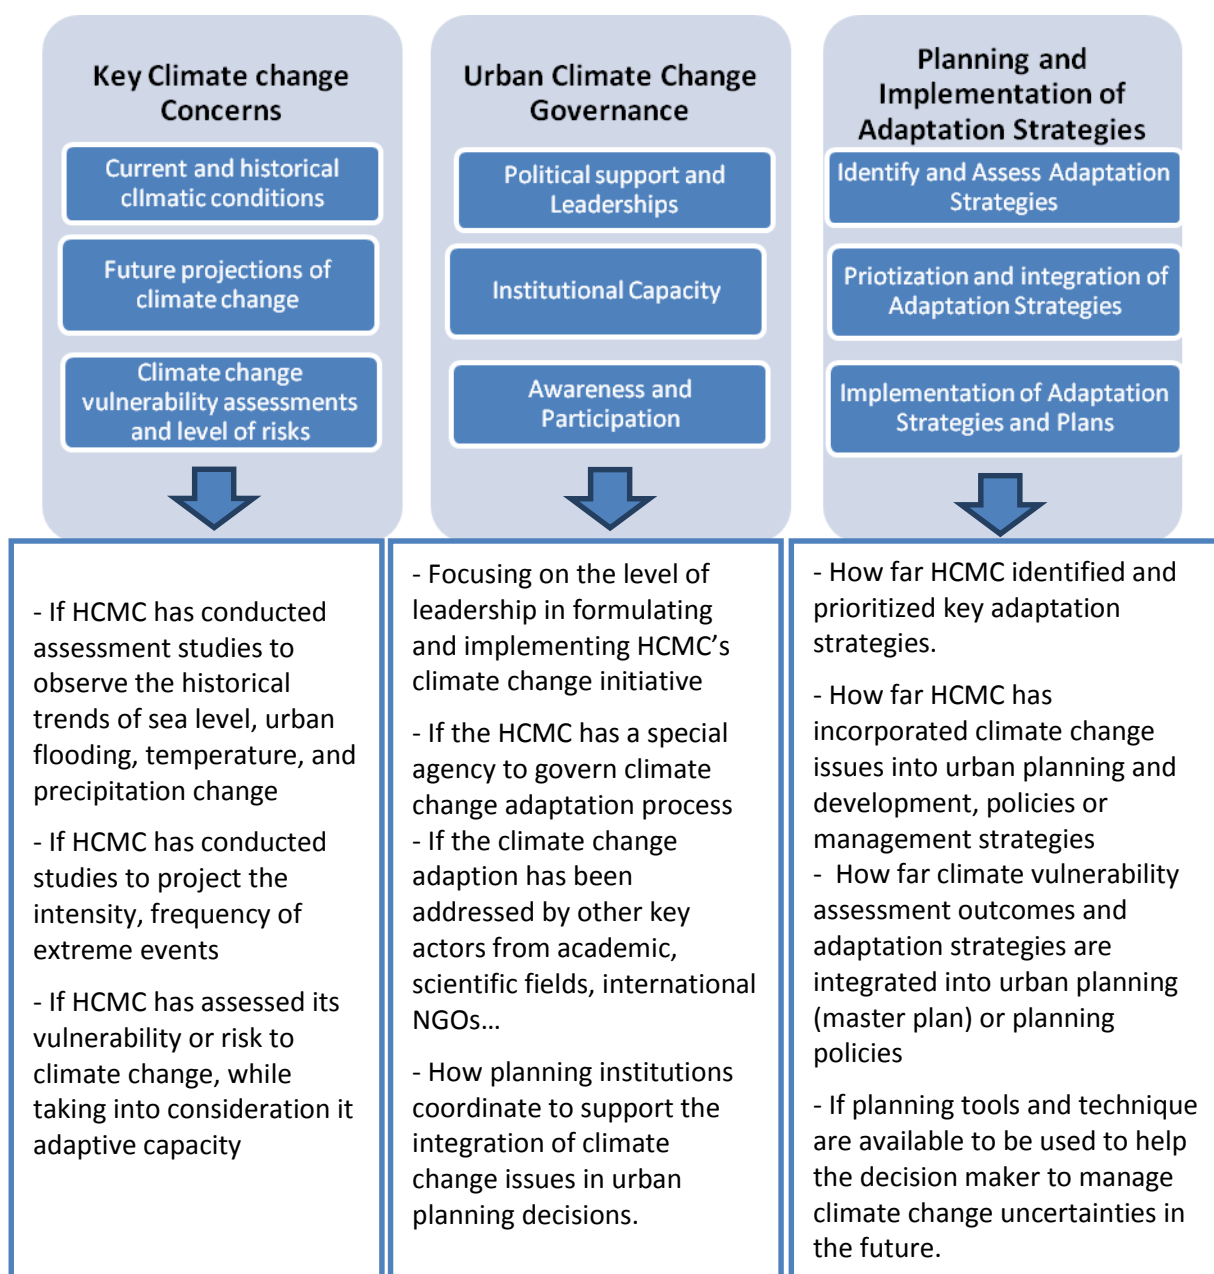 Key Climate change
Concerns
Current and historical
clImatic conditions
Future projections of
climate change
Climate change
vulnerability assessments
and level of risks
Urban Climate Change
Governance
Political support and
Leaderships
Institutional Capacity
Awareness and
Participation
Planning and
Implementation of
Adaptation Strategies
Identify and Assess Adaptation
Strategies
Priotization and integration of
Adaptation Strategies
Implementation of Adaptation
Strategies and Plans
- If HCMC has conducted
assessment studies to
observe the historical
trends of sea level, urban
flooding, temperature, and
precipitation change
- If HCMC has conducted
studies to project the
intensity, frequency of
extreme events
- If HCMC has assessed its
vulnerability or risk to
climate change, while
taking into consideration it
adaptive capacity
- Focusing on the level of
leadership in formulating
and implementing HCMC’s
climate change initiative
- If the HCMC has a special
agency to govern climate
change adaptation process
- If the climate change
adaption has been
addressed by other key
actors from academic,
scientific fields, international
NGOs…
- How planning institutions
coordinate to support the
integration of climate
change issues in urban
planning decisions.
- How far HCMC identified and
prioritized key adaptation
strategies.
- How far HCMC has
incorporated climate change
issues into urban planning and
development, policies or
management strategies
- How far climate vulnerability
assessment outcomes and
adaptation strategies are
integrated into urban planning
(master plan) or planning
policies
- If planning tools and technique
are available to be used to help
the decision maker to manage
climate change uncertainties in
the future.